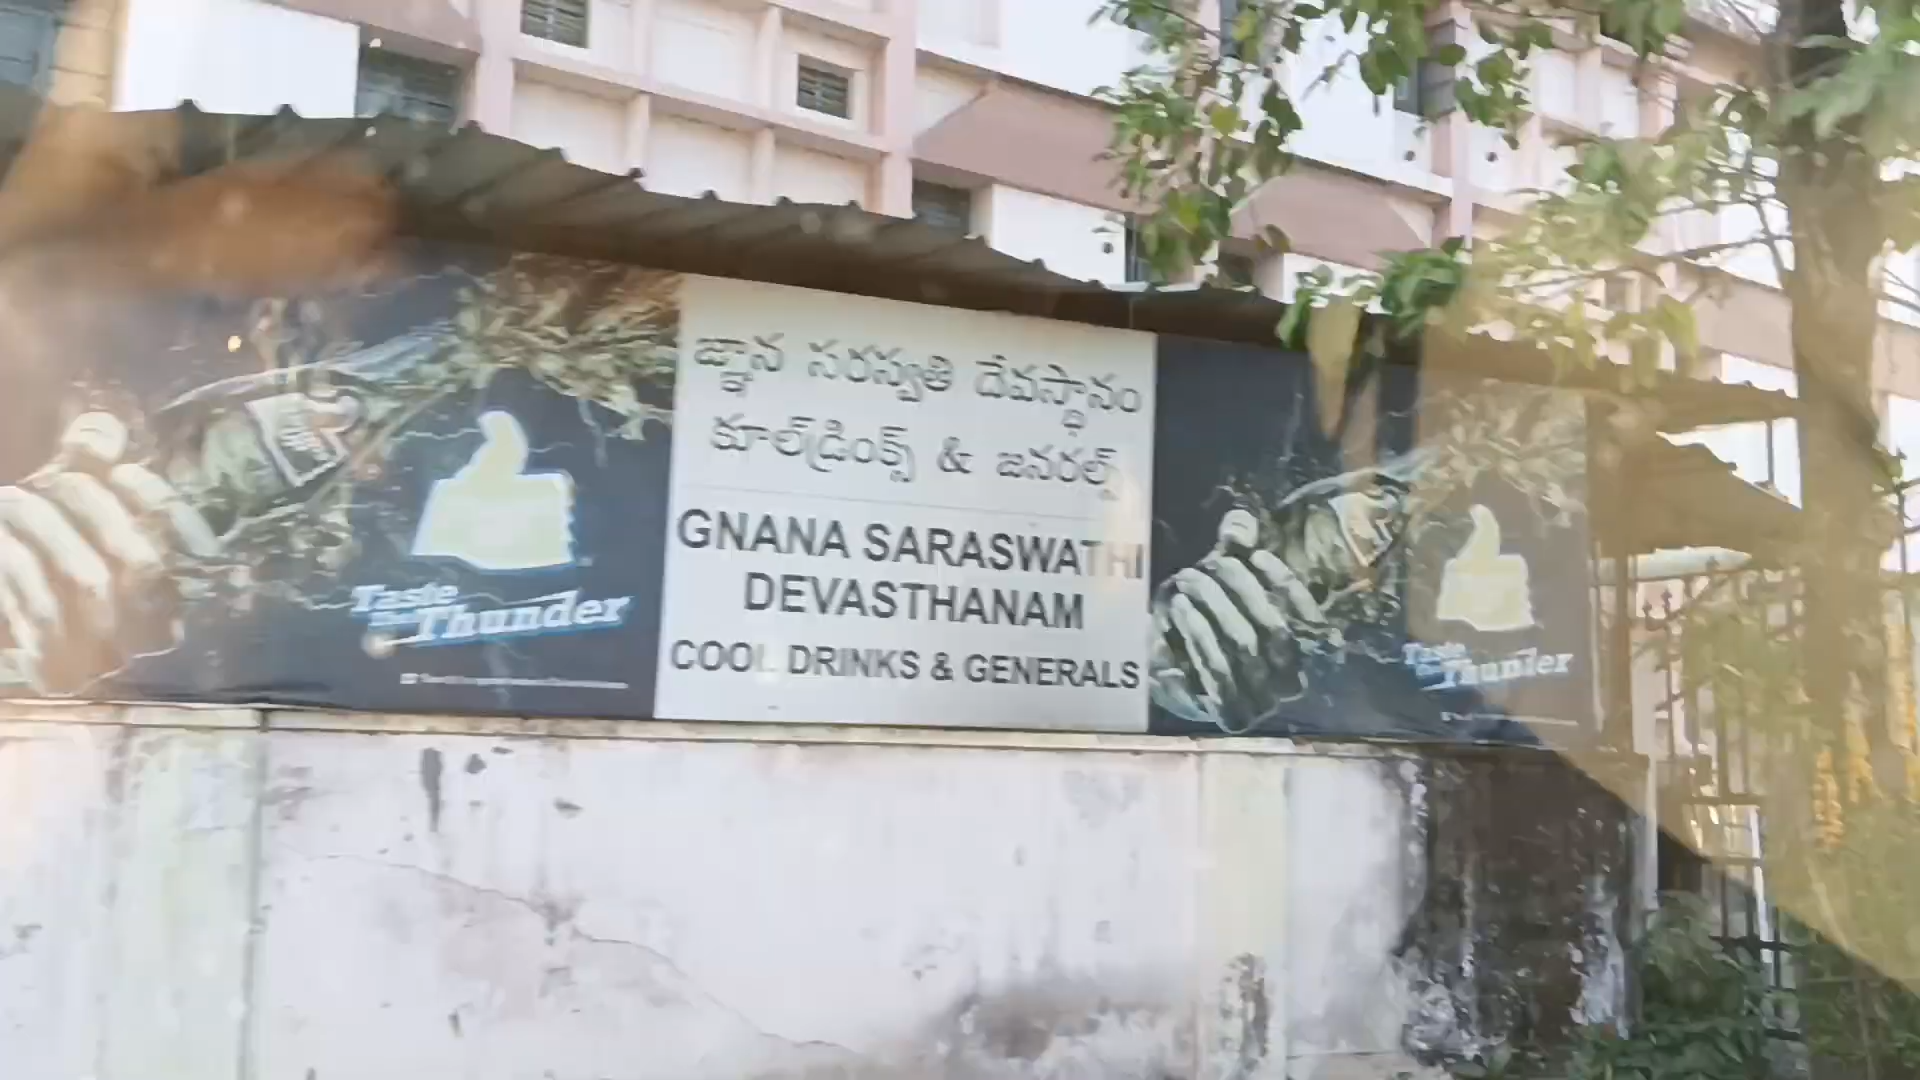 జ్ఞాన సరస్వతి దేవస్థానం
కూల్‌డ్రింక్స్ & జనరల్స్
GNANA SARASWATHI
DEVASTHANAM
COOL DRINKS & GENERALS
Taste
the
Thunder
Taste
the
Thunder